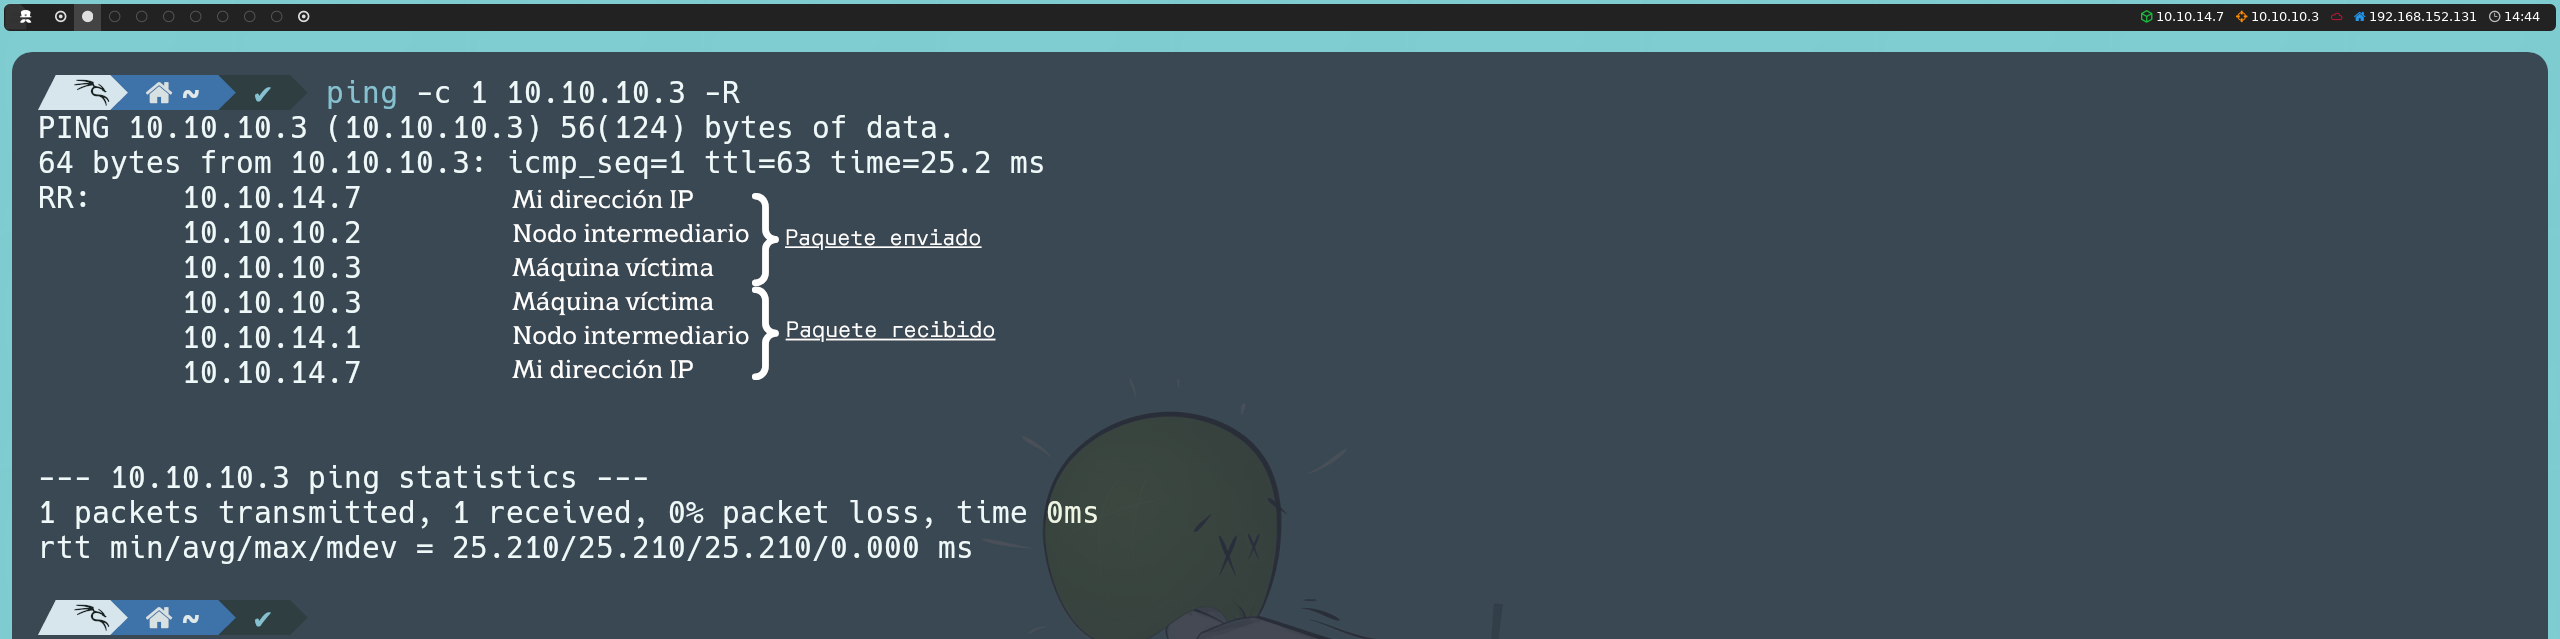 10.10.14.7 10.10.10.3 192.168.152.131 14:44
~ ✔ ping -c 1 10.10.10.3 -R
PING 10.10.10.3 (10.10.10.3) 56(124) bytes of data.
64 bytes from 10.10.10.3: icmp_seq=1 ttl=63 time=25.2 ms
RR: 10.10.14.7 Mi dirección IP
10.10.10.2 Nodo intermediario
Paquete enviado
10.10.10.3 Máquina víctima
10.10.10.3 Máquina víctima
Paquete recibido
10.10.14.1 Nodo intermediario
10.10.14.7 Mi dirección IP
--- 10.10.10.3 ping statistics ---
1 packets transmitted, 1 received, 0% packet loss, time 0ms
rtt min/avg/max/mdev = 25.210/25.210/25.210/0.000 ms
~ ✔